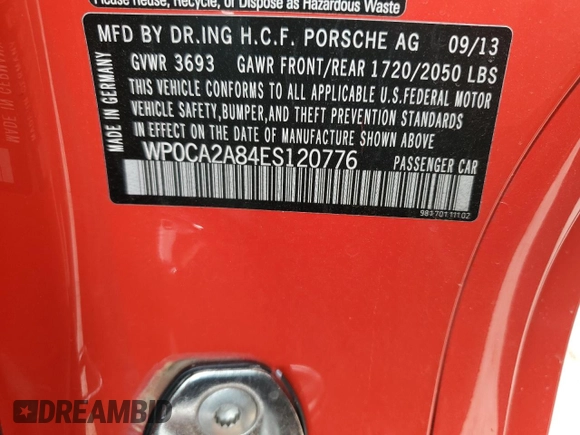 Please Reuse, Recycle, or Dispose as Hazardous Waste
MFD BY DR.ING H.C.F. PORSCHE AG 09/13
GVWR 3693 GAWR FRONT/REAR 1720/2050 LBS
THIS VEHICLE CONFORMS TO ALL APPLICABLE U.S.FEDERAL MOTOR
VEHICLE SAFETY,BUMPER,AND THEFT PREVENTION STANDARDS
IN EFFECT ON THE DATE OF MANUFACTURE SHOWN ABOVE
WP0CA2A84ES120776 PASSENGER CAR
MADE IN GERMANY
DREAMBID